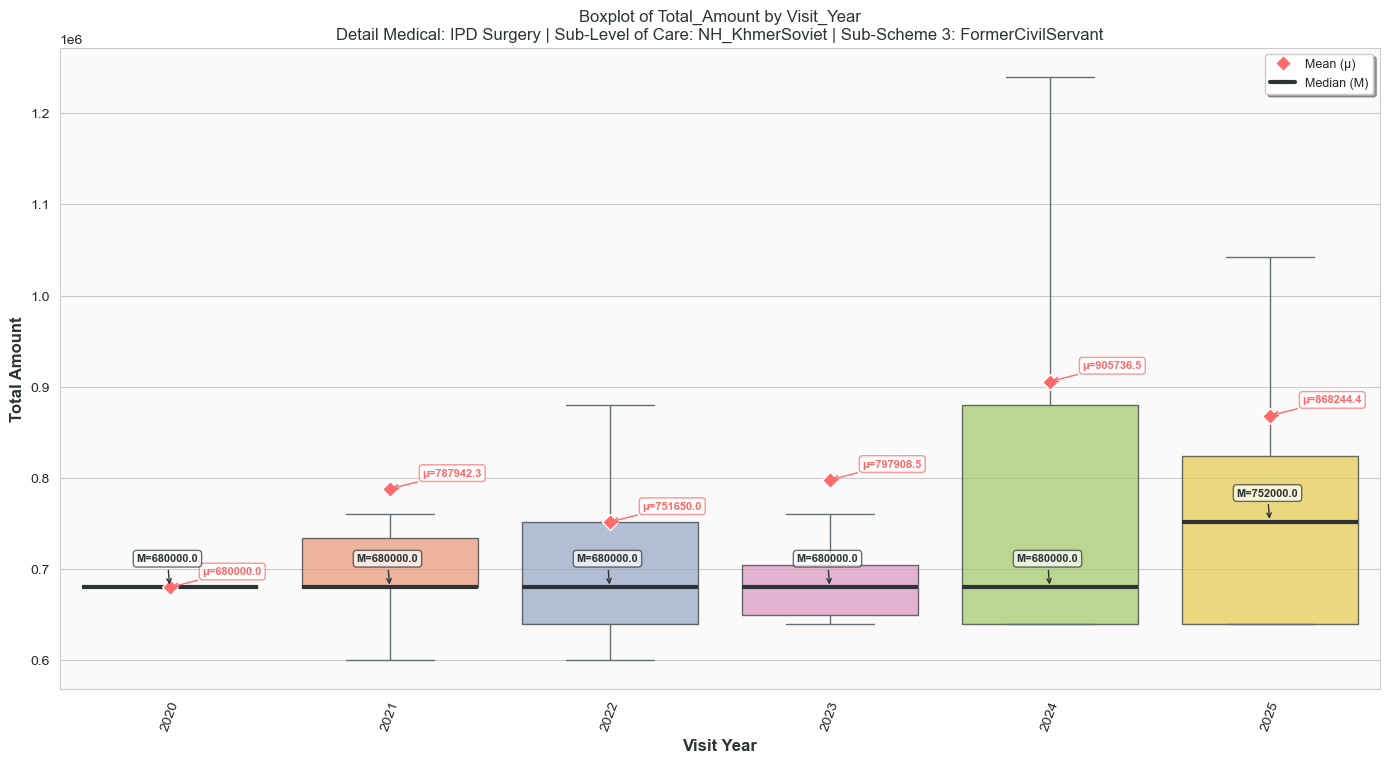 Boxplot of Total_Amount by Visit_Year
Detail Medical: IPD Surgery | Sub-Level of Care: NH_KhmerSoviet | Sub-Scheme 3: FormerCivilServant
1e6
Mean (μ)
Median (M)
1.2
1.1
1.0
0.9
0.8
0.7
0.6
Total Amount
M=680000.0
μ=680000.0
μ=787942.3
M=680000.0
μ=751650.0
M=680000.0
μ=797908.5
M=680000.0
μ=905736.5
M=680000.0
μ=868244.4
M=752000.0
2020
2021
2022
2023
2024
2025
Visit Year